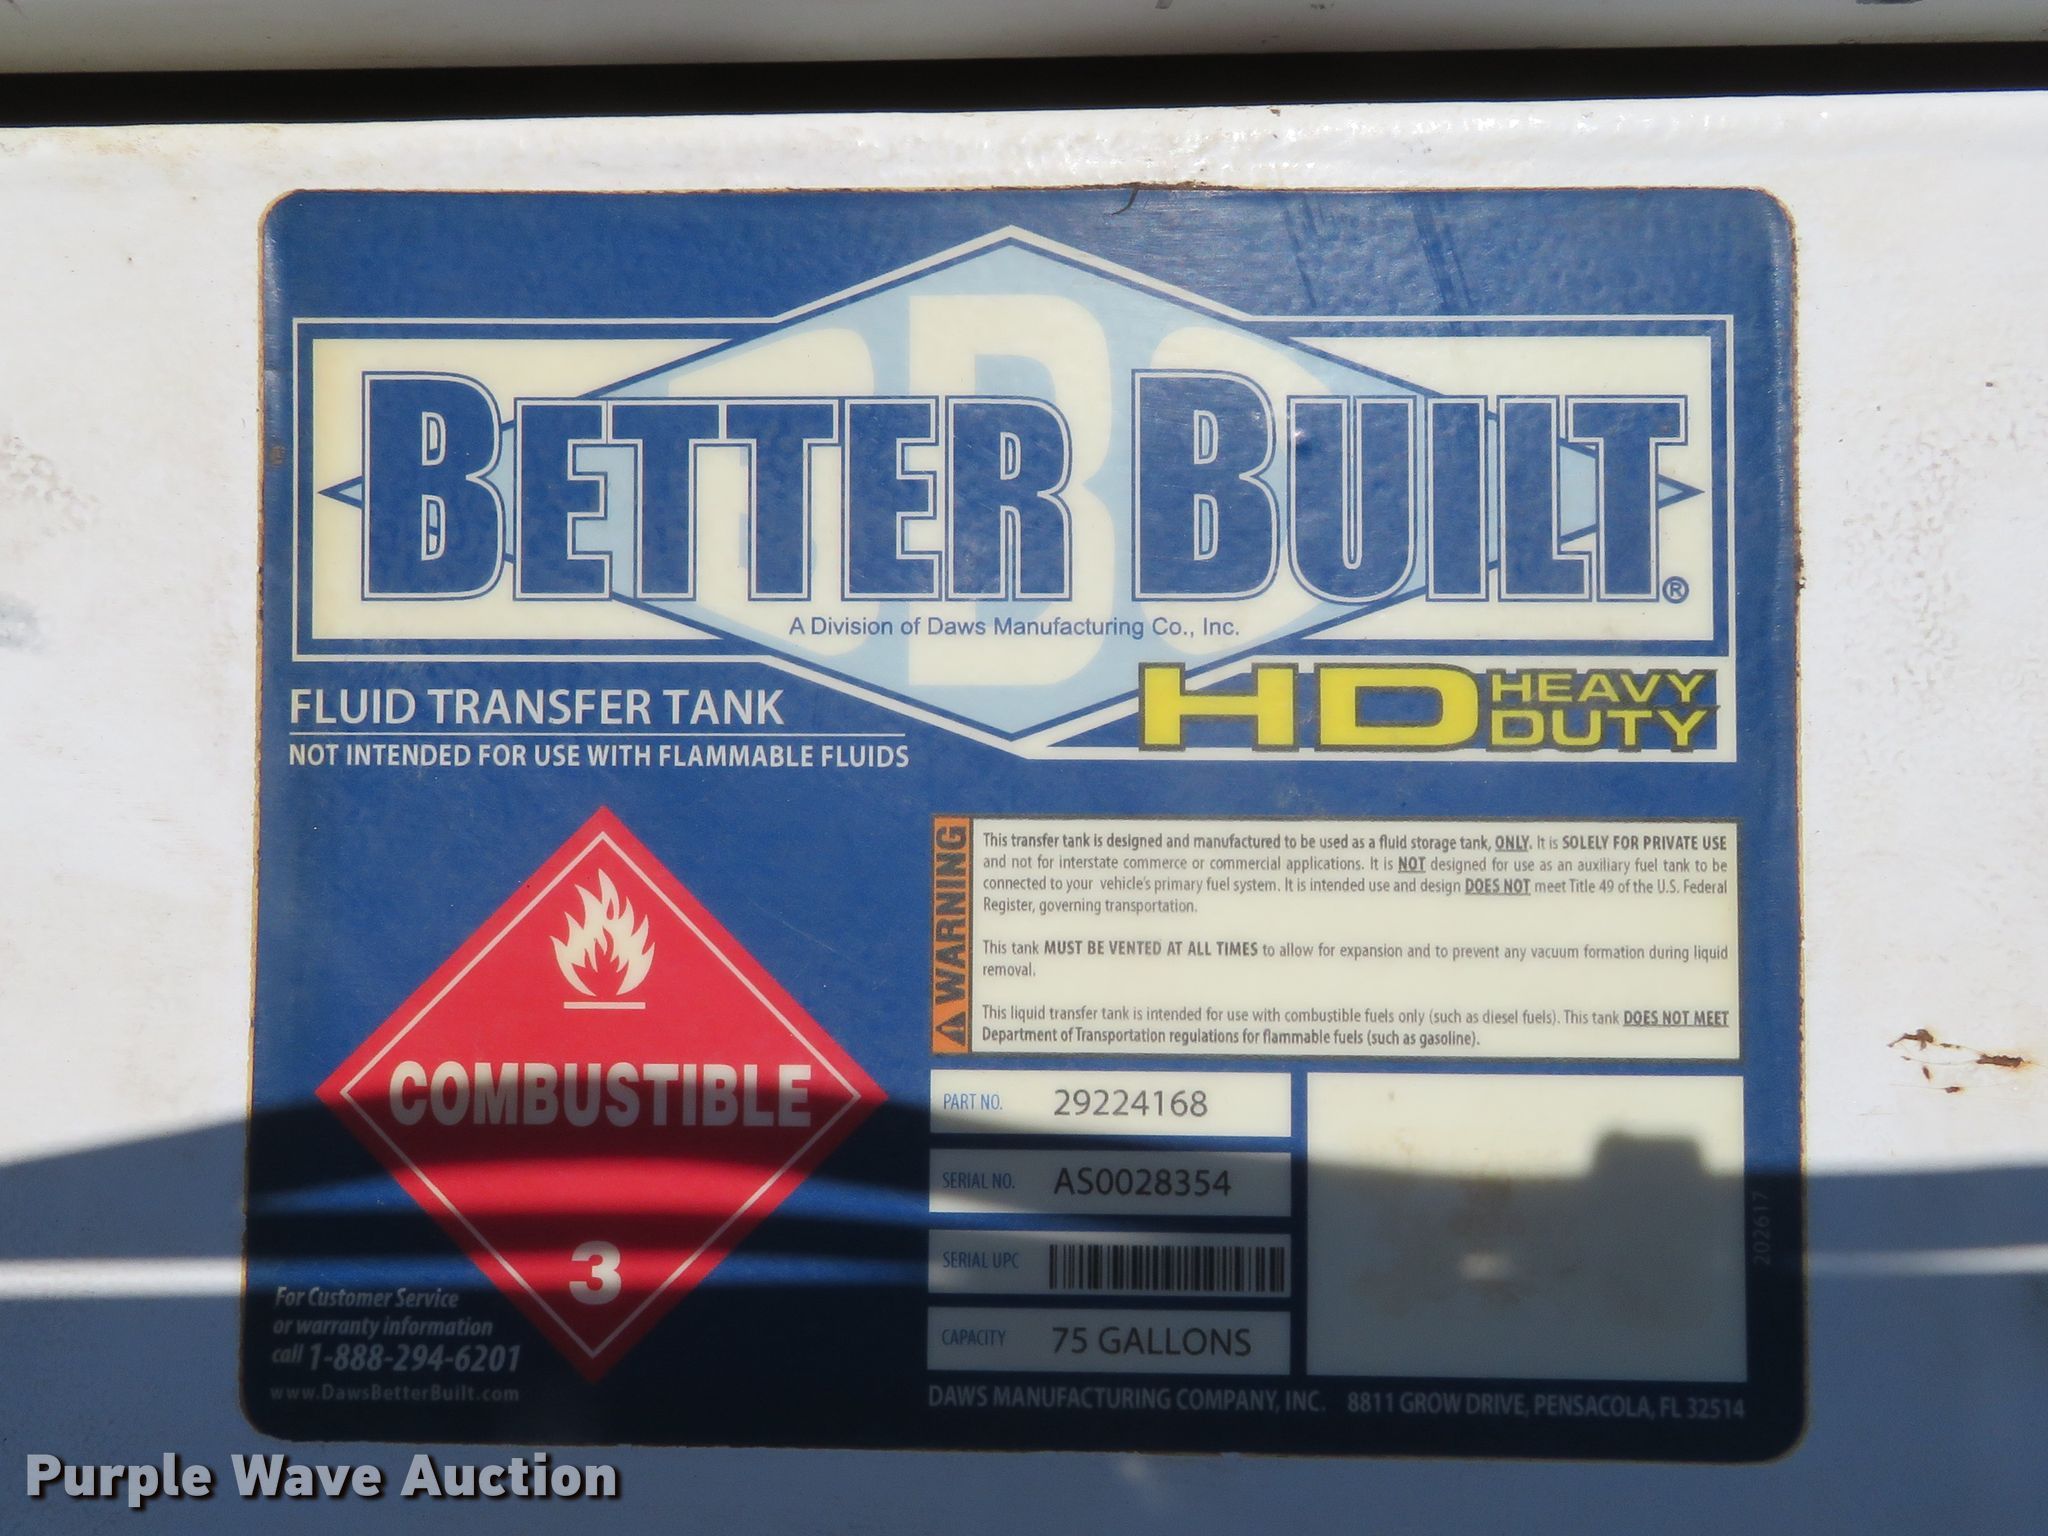 BETTER BUILT®
A Division of Daws Manufacturing Co., Inc.
HD HEAVY
DUTY
FLUID TRANSFER TANK
NOT INTENDED FOR USE WITH FLAMMABLE FLUIDS
COMBUSTIBLE
3
WARNING
This transfer tank is designed and manufactured to be used as a fluid storage tank, ONLY. It is SOLELY FOR PRIVATE USE
and not for interstate commerce or commercial applications. It is NOT designed for use as an auxiliary fuel tank to be
connected to your vehicle's primary fuel system. It is intended use and design DOES NOT meet Title 49 of the U.S. Federal
Register, governing transportation.
This tank MUST BE VENTED AT ALL TIMES to allow for expansion and to prevent any vacuum formation during liquid
removal.
This liquid transfer tank is intended for use with combustible fuels only (such as diesel fuels). This tank DOES NOT MEET
Department of Transportation regulations for flammable fuels (such as gasoline).
PART NO. 29224168
SERIAL NO. AS0028354
SERIAL UPC
CAPACITY 75 GALLONS
202617
For Customer Service
or warranty information
call 1-888-294-6201
www.DawsBetterBuilt.com
DAWS MANUFACTURING COMPANY, INC. 8811 GROW DRIVE, PENSACOLA, FL 32514
Purple Wave Auction